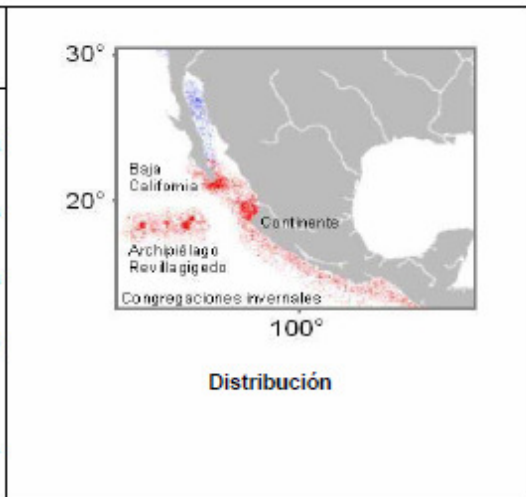 30°
Baja
California
20°
Continente
Archipiélago
Revillagigedo
Congregaciones invernales
100°
Distribución